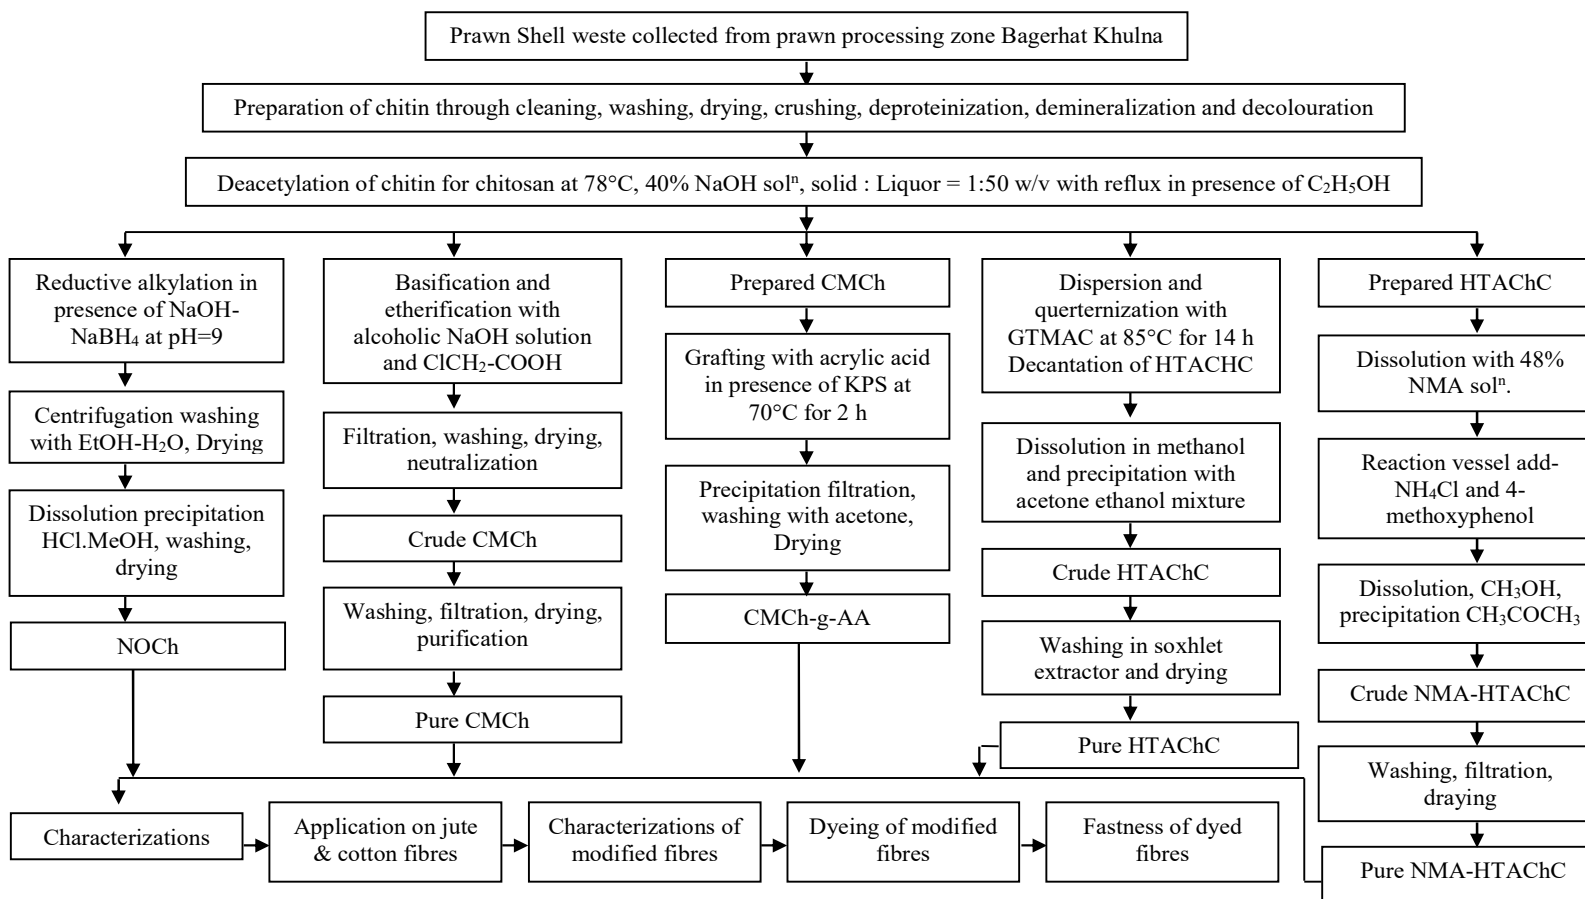 Prawn Shell weste collected from prawn processing zone Bagerhat Khulna
Preparation of chitin through cleaning, washing, drying, crushing, deproteinization, demineralization and decolouration
Deacetylation of chitin for chitosan at 78°C, 40% NaOH solⁿ, solid : Liquor = 1:50 w/v with reflux in presence of C₂H₅OH
Reductive alkylation in
presence of NaOH-
NaBH₄ at pH=9
Centrifugation washing
with EtOH-H₂O, Drying
Dissolution precipitation
HCl.MeOH, washing,
drying
NOCh
Basification and
etherification with
alcoholic NaOH solution
and ClCH₂-COOH
Filtration, washing, drying,
neutralization
Crude CMCh
Washing, filtration, drying,
purification
Pure CMCh
Prepared CMCh
Grafting with acrylic acid
in presence of KPS at
70°C for 2 h
Precipitation filtration,
washing with acetone,
Drying
CMCh-g-AA
Dispersion and
querternization with
GTMAC at 85°C for 14 h
Decantation of HTACHC
Dissolution in methanol
and precipitation with
acetone ethanol mixture
Crude HTAChC
Washing in soxhlet
extractor and drying
Pure HTAChC
Prepared HTAChC
Dissolution with 48%
NMA solⁿ.
Reaction vessel add-
NH₄Cl and 4-
methoxyphenol
Dissolution, CH₃OH,
precipitation CH₃COCH₃
Crude NMA-HTAChC
Washing, filtration,
draying
Pure NMA-HTAChC
Characterizations
Application on jute
& cotton fibres
Characterizations of
modified fibres
Dyeing of modified
fibres
Fastness of dyed
fibres